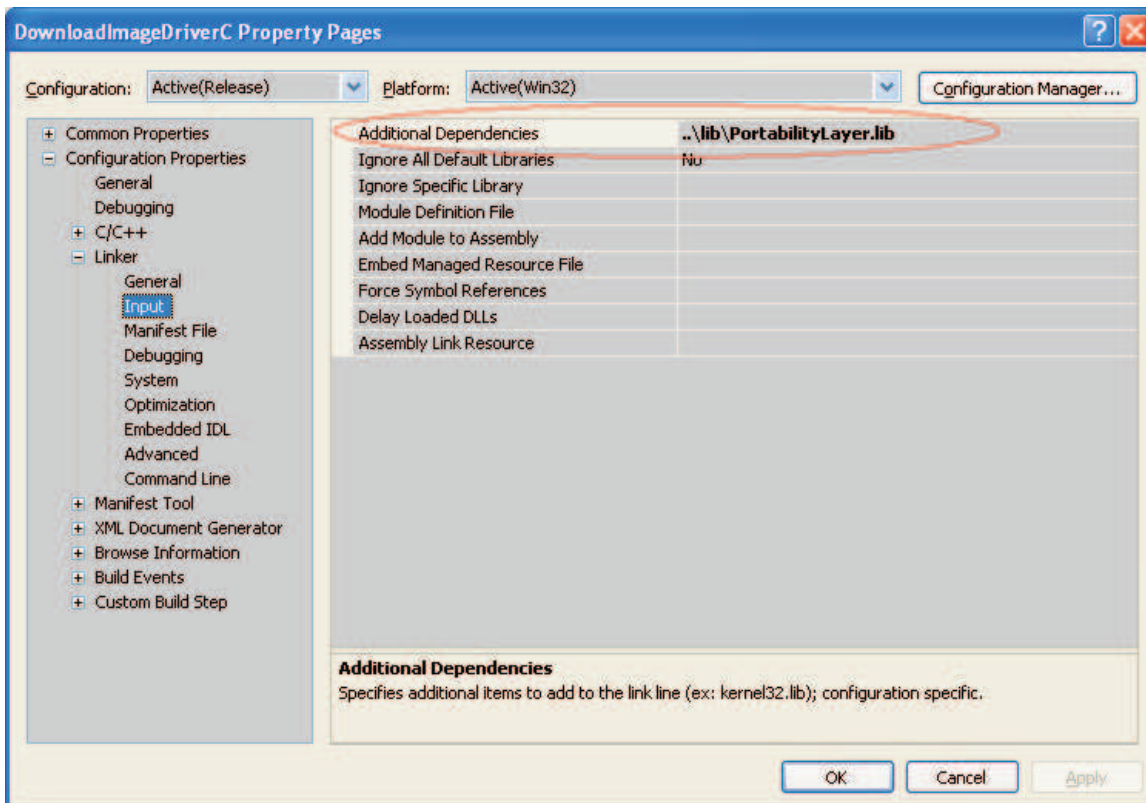 DownloadImageDriverC Property Pages
Configuration: Active(Release) Platform: Active(Win32) Configuration Manager...
Common Properties
Configuration Properties
General
Debugging
C/C++
Linker
General
Input
Manifest File
Debugging
System
Optimization
Embedded IDL
Advanced
Command Line
Manifest Tool
XML Document Generator
Browse Information
Build Events
Custom Build Step
Additional Dependencies ..\lib\PortabilityLayer.lib
Ignore All Default Libraries No
Ignore Specific Library
Module Definition File
Add Module to Assembly
Embed Managed Resource File
Force Symbol References
Delay Loaded DLLs
Assembly Link Resource
Additional Dependencies
Specifies additional items to add to the link line (ex: kernel32.lib); configuration specific.
OK Cancel Apply